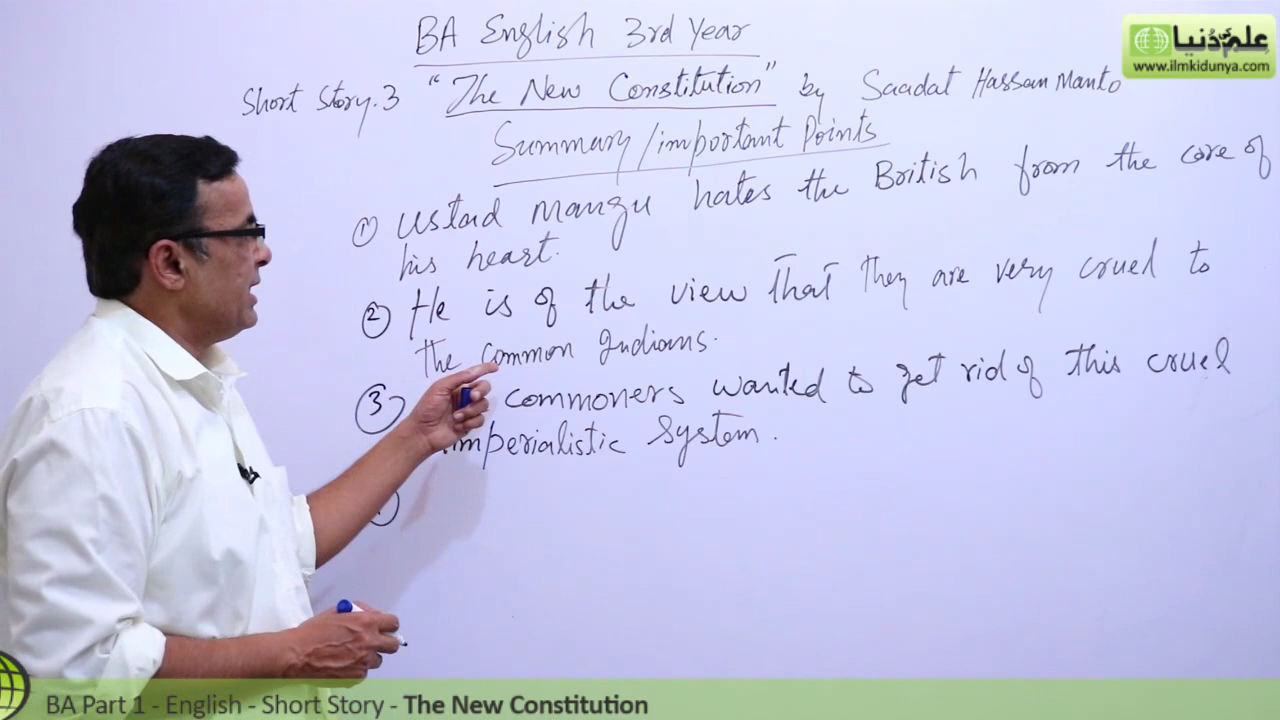 BA English 3rd Year
Short Story.3 "The New Constitution" by Saadat Hassan Manto
Summary/important Points
① Ustad Mangu hates the British from the core of
his heart.
② He is of the view that they are very cruel to
the common Indians.
③ commoners wanted to get rid of this cruel
imperialistic system.
علم کی دُنیا
www.ilmkidunya.com
BA Part 1 - English - Short Story - The New Constitution